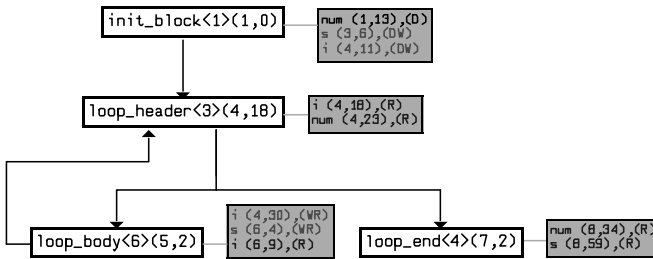 init_block<1>(1,0)
num (1,13),(D)
s (3,6),(DW)
i (4,11),(DW)
loop_header<3>(4,18)
i (4,18),(R)
num (4,23),(R)
loop_body<6>(5,2)
i (4,30),(WR)
s (6,4),(WR)
i (6,9),(R)
loop_end<4>(7,2)
num (8,34),(R)
s (8,59),(R)